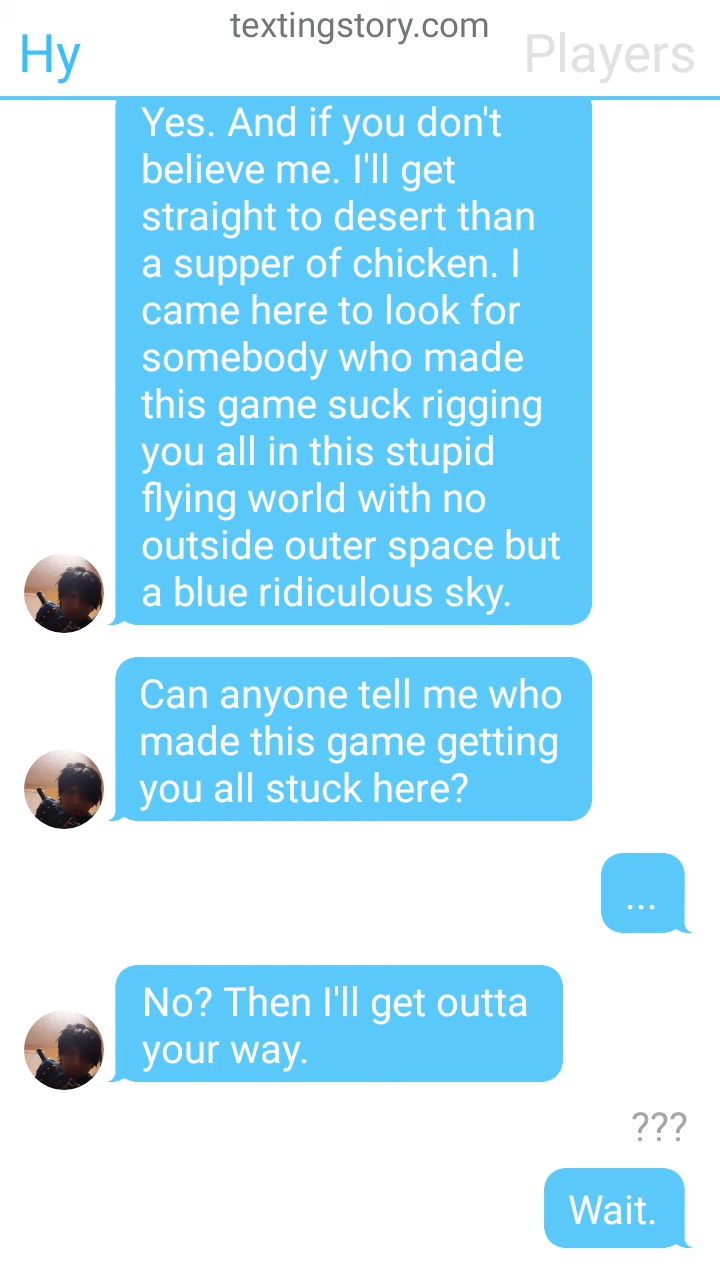 textingstory.com
Hy
Players
Yes. And if you don't
believe me. I'll get
straight to desert than
a supper of chicken. I
came here to look for
somebody who made
this game suck rigging
you all in this stupid
flying world with no
outside outer space but
a blue ridiculous sky.
Can anyone tell me who
made this game getting
you all stuck here?
...
No? Then I'll get outta
your way.
???
Wait.